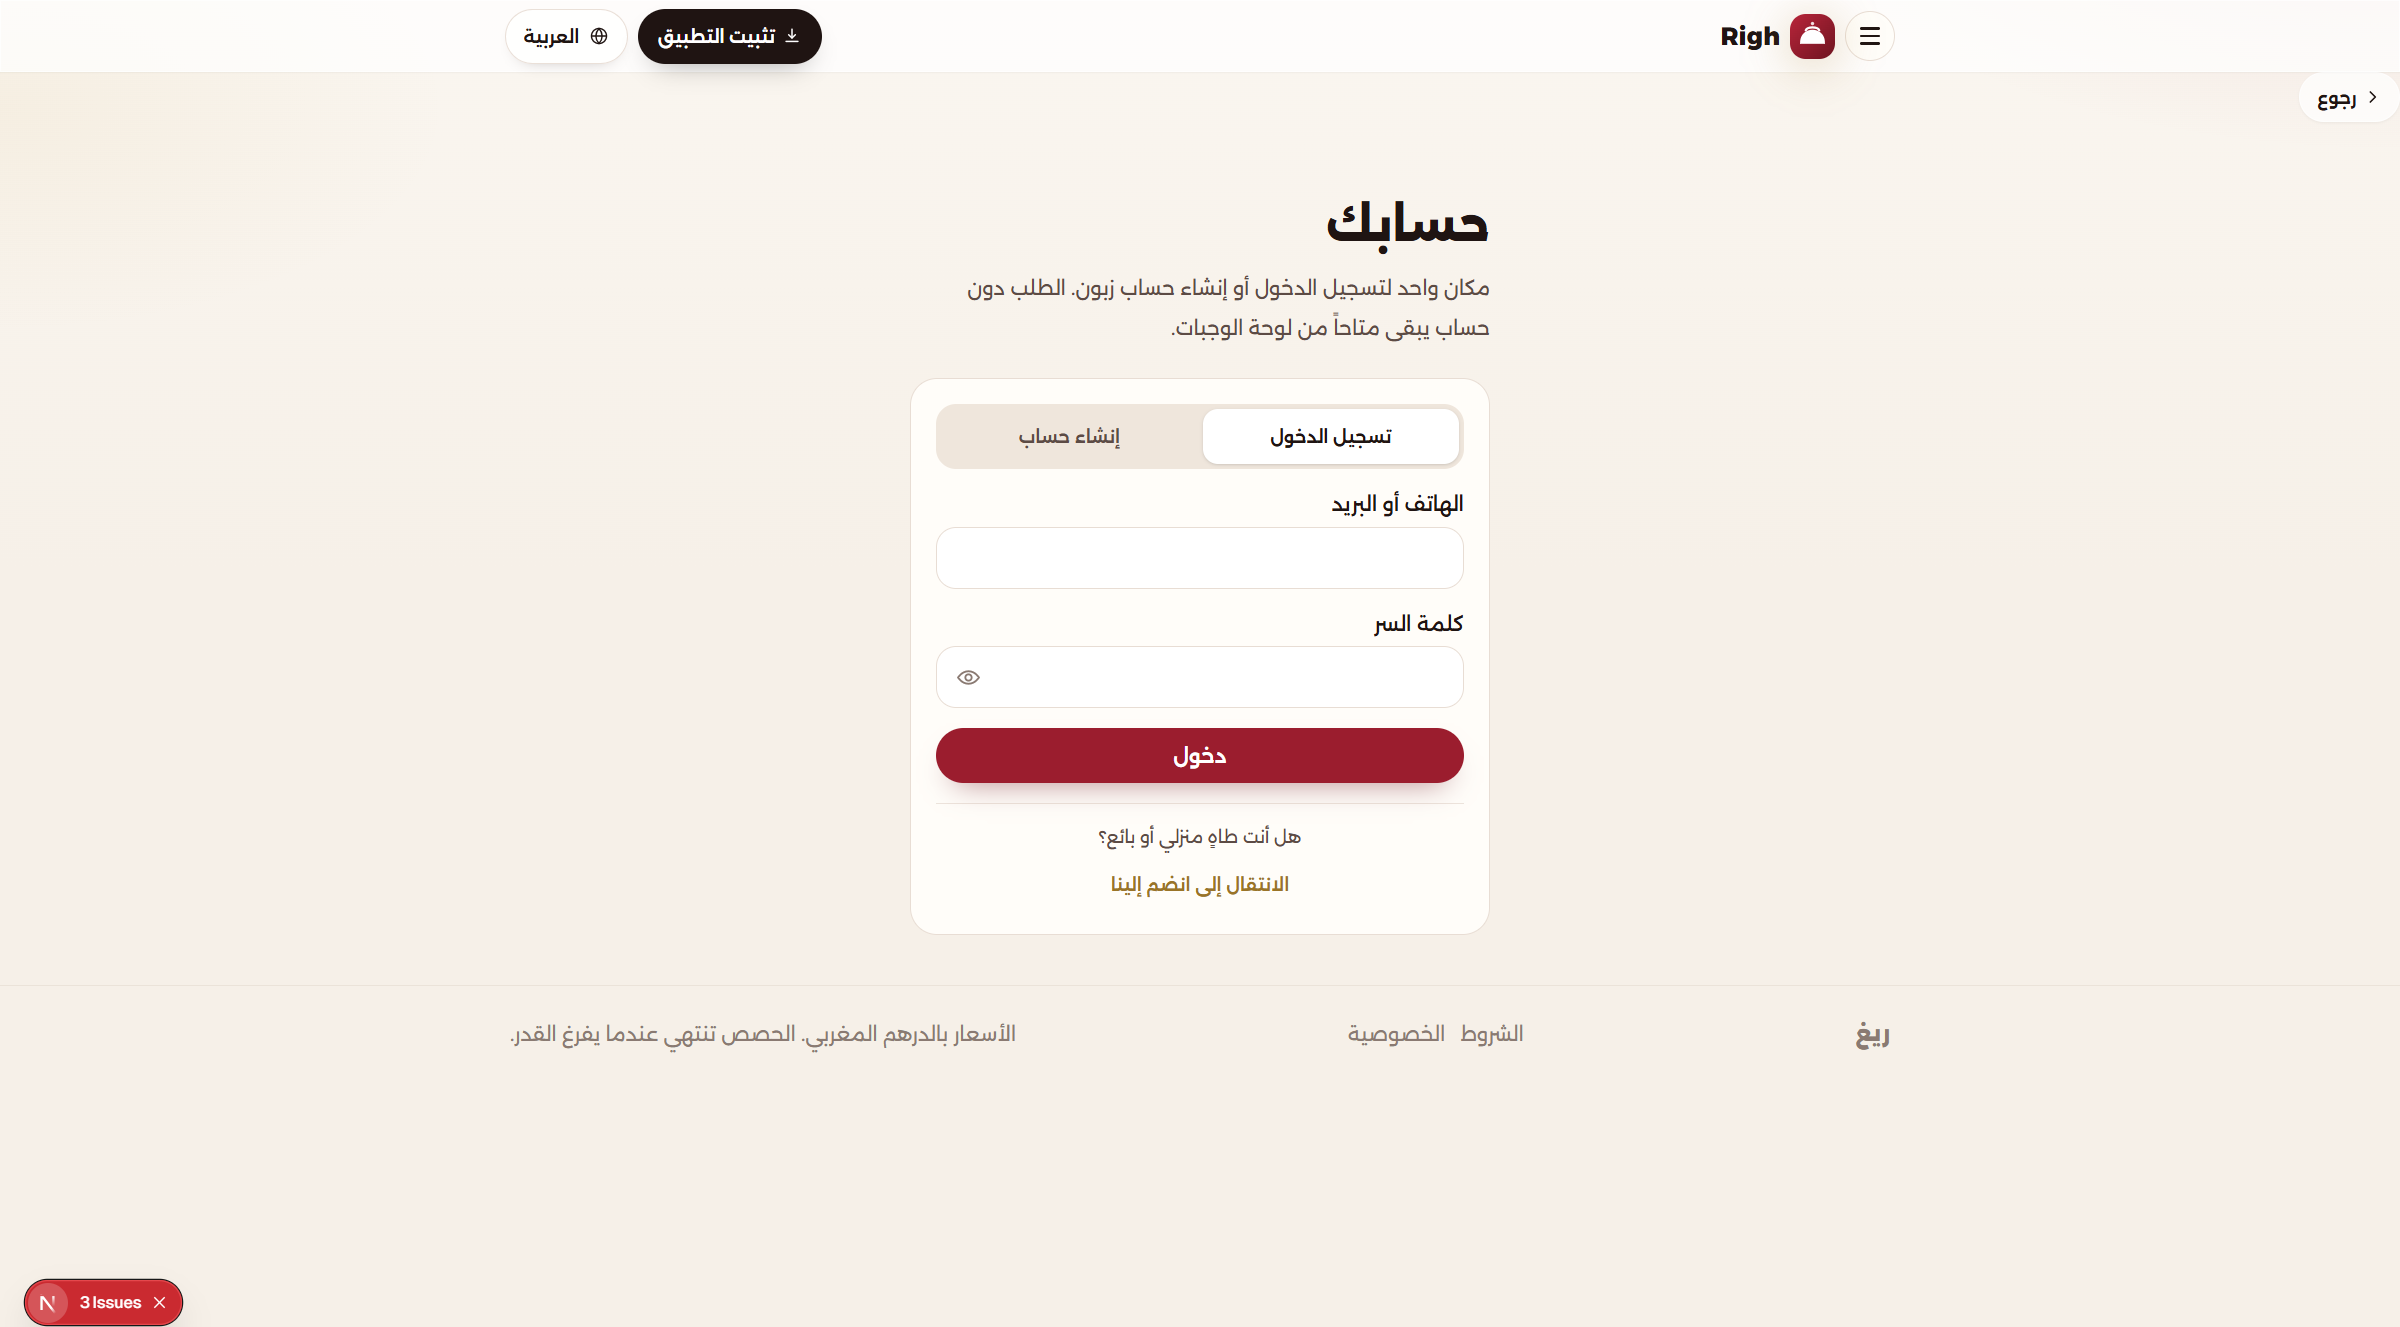 Righ
تثبيت التطبيق
العربية
رجوع
حسابك
مكان واحد لتسجيل الدخول أو إنشاء حساب زبون. الطلب دون
حساب يبقى متاحاً من لوحة الوجبات.
تسجيل الدخول
إنشاء حساب
الهاتف أو البريد
كلمة السر
دخول
هل أنت طاهٍ منزلي أو بائع؟
الانتقال إلى انضم إلينا
ريغ
الشروط
الخصوصية
الأسعار بالدرهم المغربي. الحصص تنتهي عندما يفرغ القدر.
N
3 Issues